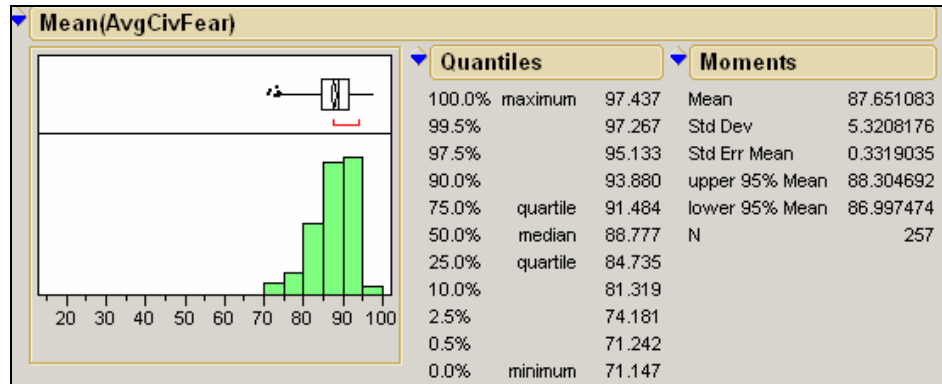 Mean(AvgCivFear)
20 30 40 50 60 70 80 90 100
Quantiles
100.0% maximum 97.437
99.5% 97.267
97.5% 95.133
90.0% 93.880
75.0% quartile 91.484
50.0% median 88.777
25.0% quartile 84.735
10.0% 81.319
2.5% 74.181
0.5% 71.242
0.0% minimum 71.147
Moments
Mean 87.651083
Std Dev 5.3208176
Std Err Mean 0.3319035
upper 95% Mean 88.304692
lower 95% Mean 86.997474
N 257